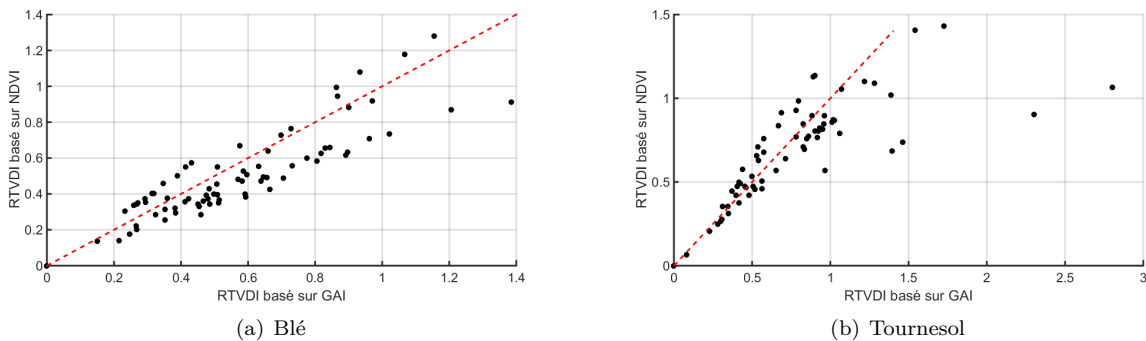 1.4
1.2
1
0.8
0.6
0.4
0.2
0
RTVDI basé sur NDVI
0 0.2 0.4 0.6 0.8 1 1.2 1.4
RTVDI basé sur GAI
(a) Blé
1.5
1
0.5
0
RTVDI basé sur NDVI
0 0.5 1 1.5 2 2.5 3
RTVDI basé sur GAI
(b) Tournesol